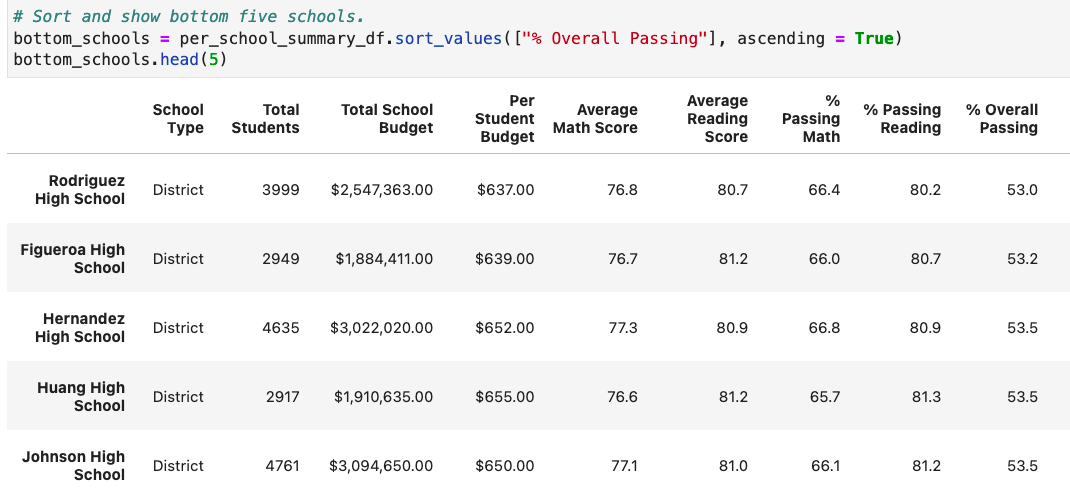 # Sort and show bottom five schools.
bottom_schools = per_school_summary_df.sort_values(["% Overall Passing"], ascending = True)
bottom_schools.head(5)
School Type Total Students Total School Budget Per Student Budget Average Math Score Average Reading Score % Passing Math % Passing Reading % Overall Passing
Rodriguez High School District 3999 $2,547,363.00 $637.00 76.8 80.7 66.4 80.2 53.0
Figueroa High School District 2949 $1,884,411.00 $639.00 76.7 81.2 66.0 80.7 53.2
Hernandez High School District 4635 $3,022,020.00 $652.00 77.3 80.9 66.8 80.9 53.5
Huang High School District 2917 $1,910,635.00 $655.00 76.6 81.2 65.7 81.3 53.5
Johnson High School District 4761 $3,094,650.00 $650.00 77.1 81.0 66.1 81.2 53.5